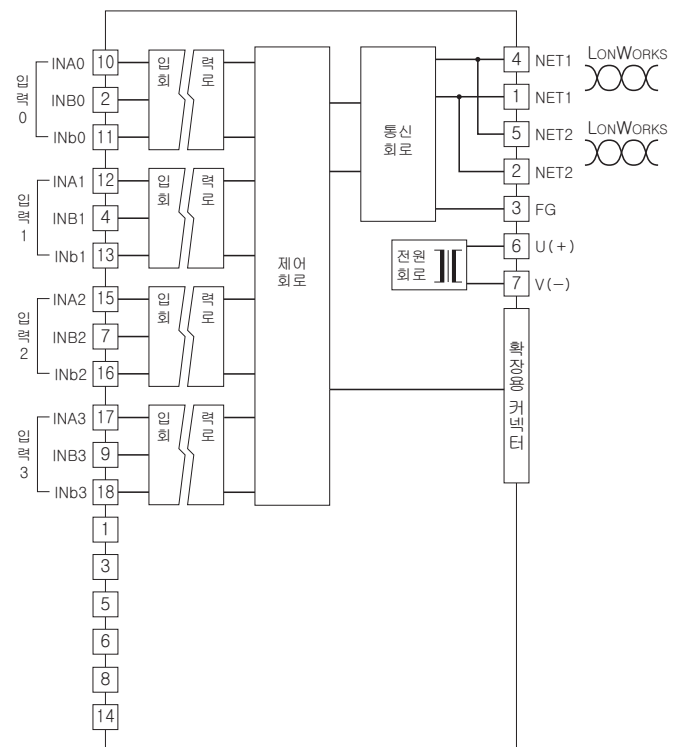 입력 0
INA0 10
INB0 2
INb0 11
입 력
회 로
입력 1
INA1 12
INB1 4
INb1 13
입 력
회 로
입력 2
INA2 15
INB2 7
INb2 16
입 력
회 로
입력 3
INA3 17
INB3 9
INb3 18
입 력
회 로
1
3
5
6
8
14
제어
회로
통신
회로
전원
회로
4 NET1 LONWORKS
1 NET1
5 NET2 LONWORKS
2 NET2
3 FG
6 U(+)
7 V(−)
확장용 커넥터